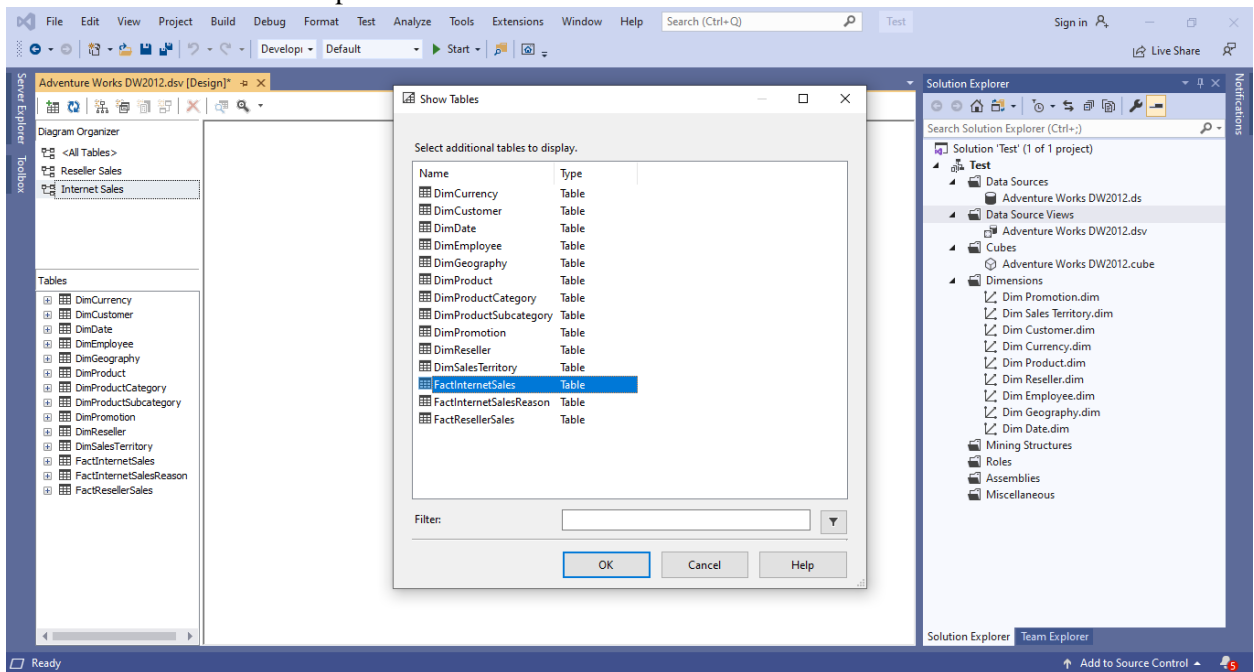 File Edit View Project Build Debug Format Test Analyze Tools Extensions Window Help Search (Ctrl+Q) Test Sign in
Developı Default Start Live Share
Server Explorer
Toolbox
Adventure Works DW2012.dsv [Design]*
Diagram Organizer
<All Tables>
Reseller Sales
Internet Sales
Tables
DimCurrency
DimCustomer
DimDate
DimEmployee
DimGeography
DimProduct
DimProductCategory
DimProductSubcategory
DimPromotion
DimReseller
DimSalesTerritory
FactInternetSales
FactInternetSalesReason
FactResellerSales
Show Tables
Select additional tables to display.
Name Type
DimCurrency Table
DimCustomer Table
DimDate Table
DimEmployee Table
DimGeography Table
DimProduct Table
DimProductCategory Table
DimProductSubcategory Table
DimPromotion Table
DimReseller Table
DimSalesTerritory Table
FactInternetSales Table
FactInternetSalesReason Table
FactResellerSales Table
Filter:
OK Cancel Help
Solution Explorer
Search Solution Explorer (Ctrl+;)
Solution 'Test' (1 of 1 project)
Test
Data Sources
Adventure Works DW2012.ds
Data Source Views
Adventure Works DW2012.dsv
Cubes
Adventure Works DW2012.cube
Dimensions
Dim Promotion.dim
Dim Sales Territory.dim
Dim Customer.dim
Dim Currency.dim
Dim Product.dim
Dim Reseller.dim
Dim Employee.dim
Dim Geography.dim
Dim Date.dim
Mining Structures
Roles
Assemblies
Miscellaneous
Solution Explorer Team Explorer
Notifications
Ready Add to Source Control 5